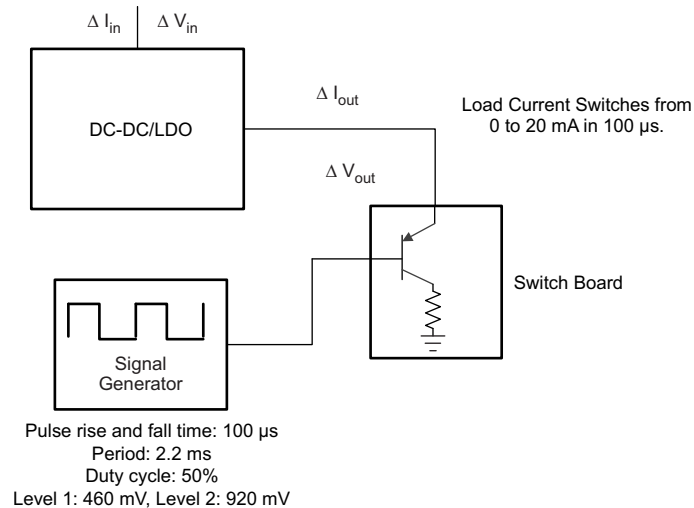 Δ I_in Δ V_in
DC-DC/LDO
Δ I_out
Load Current Switches from
0 to 20 mA in 100 µs.
Δ V_out
Switch Board
Signal
Generator
Pulse rise and fall time: 100 µs
Period: 2.2 ms
Duty cycle: 50%
Level 1: 460 mV, Level 2: 920 mV